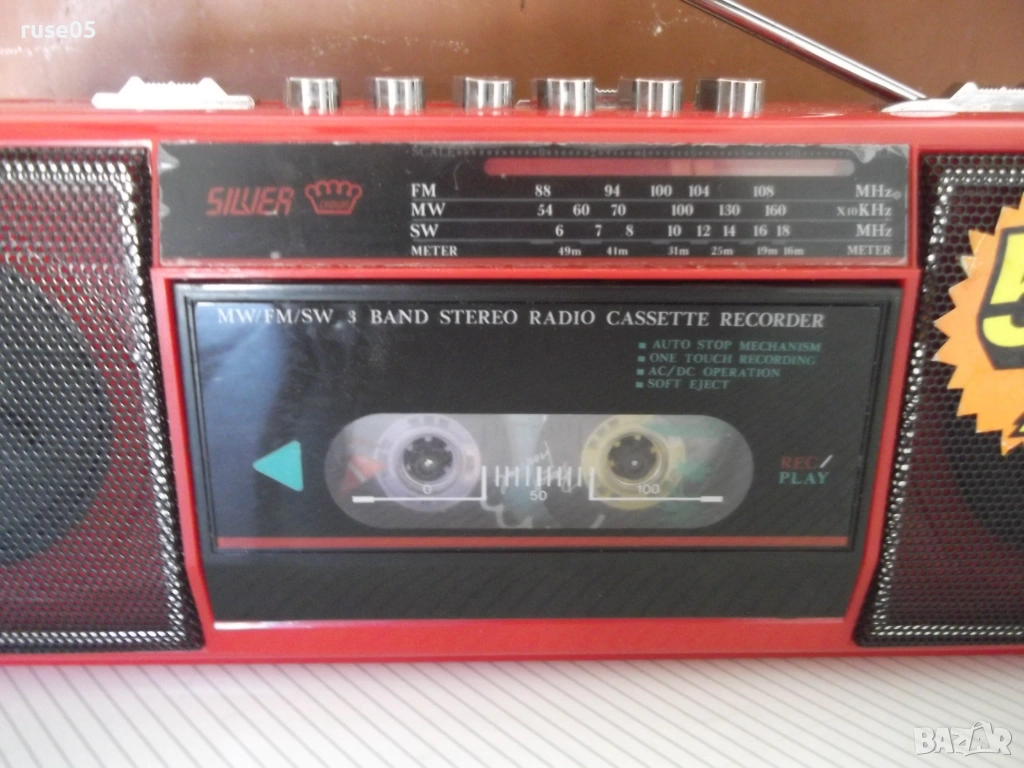 ruse05
SCALE
SILVER
FM 88 94 100 104 108 MHz
MW 54 60 70 100 130 160 X10KHz
SW 6 7 8 10 12 14 16 18 MHz
METER 49m 41m 31m 25m 19m 16m METER
MW/FM/SW 3 BAND STEREO RADIO CASSETTE RECORDER
AUTO STOP MECHANISM
ONE TOUCH RECORDING
AC/DC OPERATION
SOFT EJECT
REC/
PLAY
0 50 100
5
BAZAR